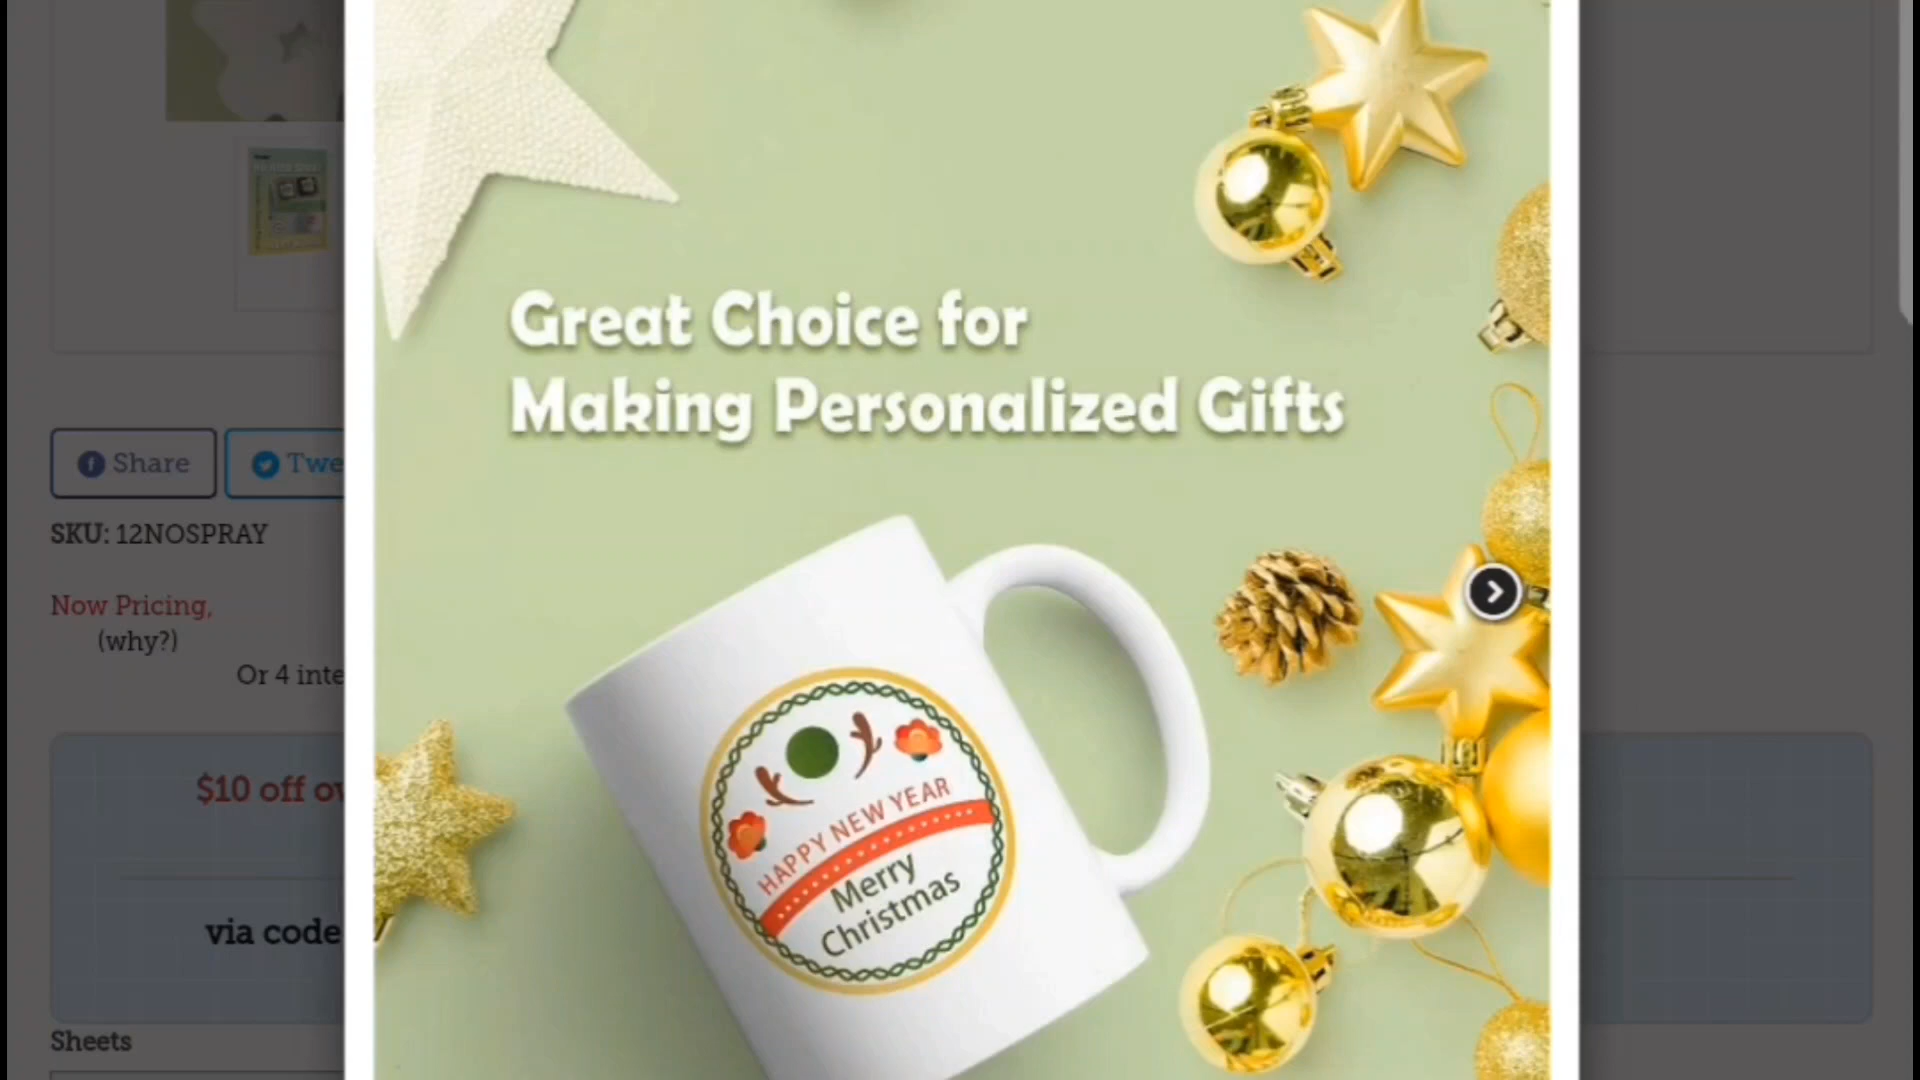 Great Choice for
Making Personalized Gifts
Share
Twe
SKU: 12NOSPRAY
Now Pricing,
(why?)
Or 4 inte
HAPPY NEW YEAR
Merry
Christmas
$10 off ov
via code
Sheets